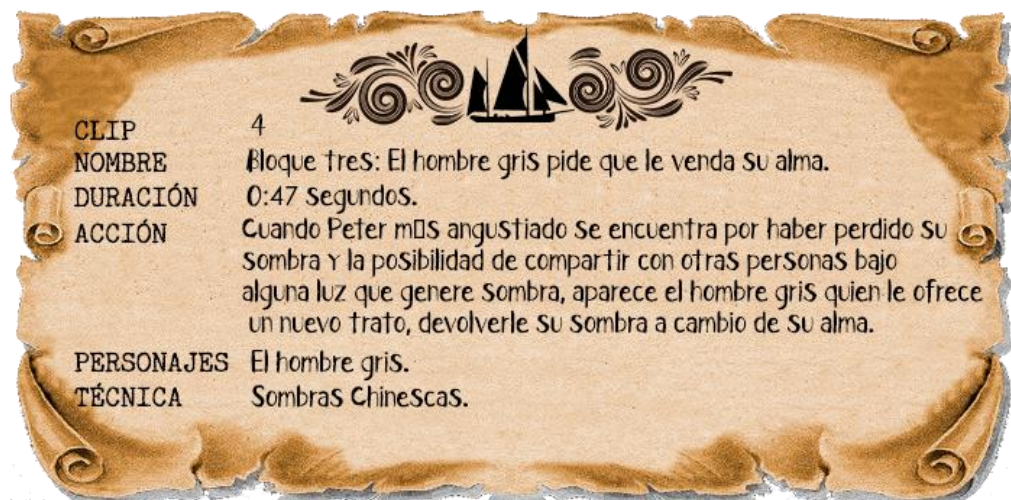 CLIP 4
NOMBRE Bloque tres: El hombre gris pide que le venda su alma.
DURACIÓN 0:47 segundos.
ACCIÓN Cuando Peter m▯s angustiado se encuentra por haber perdido su
sombra y la posibilidad de compartir con otras personas bajo
alguna luz que genere sombra, aparece el hombre gris quien le ofrece
un nuevo trato, devolverle su sombra a cambio de su alma.
PERSONAJES El hombre gris.
TÉCNICA Sombras Chinescas.